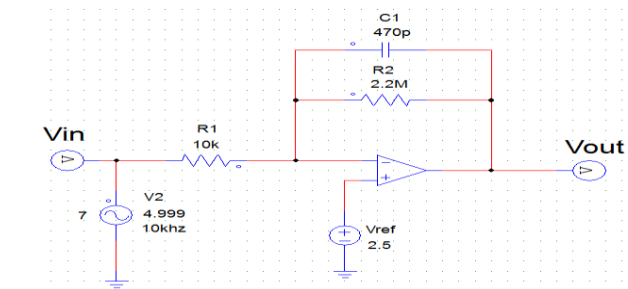 C1
470p
R2
2.2M
Vin
R1
10k
Vout
V
V
V2
7
4.999
10khz
Vref
2.5